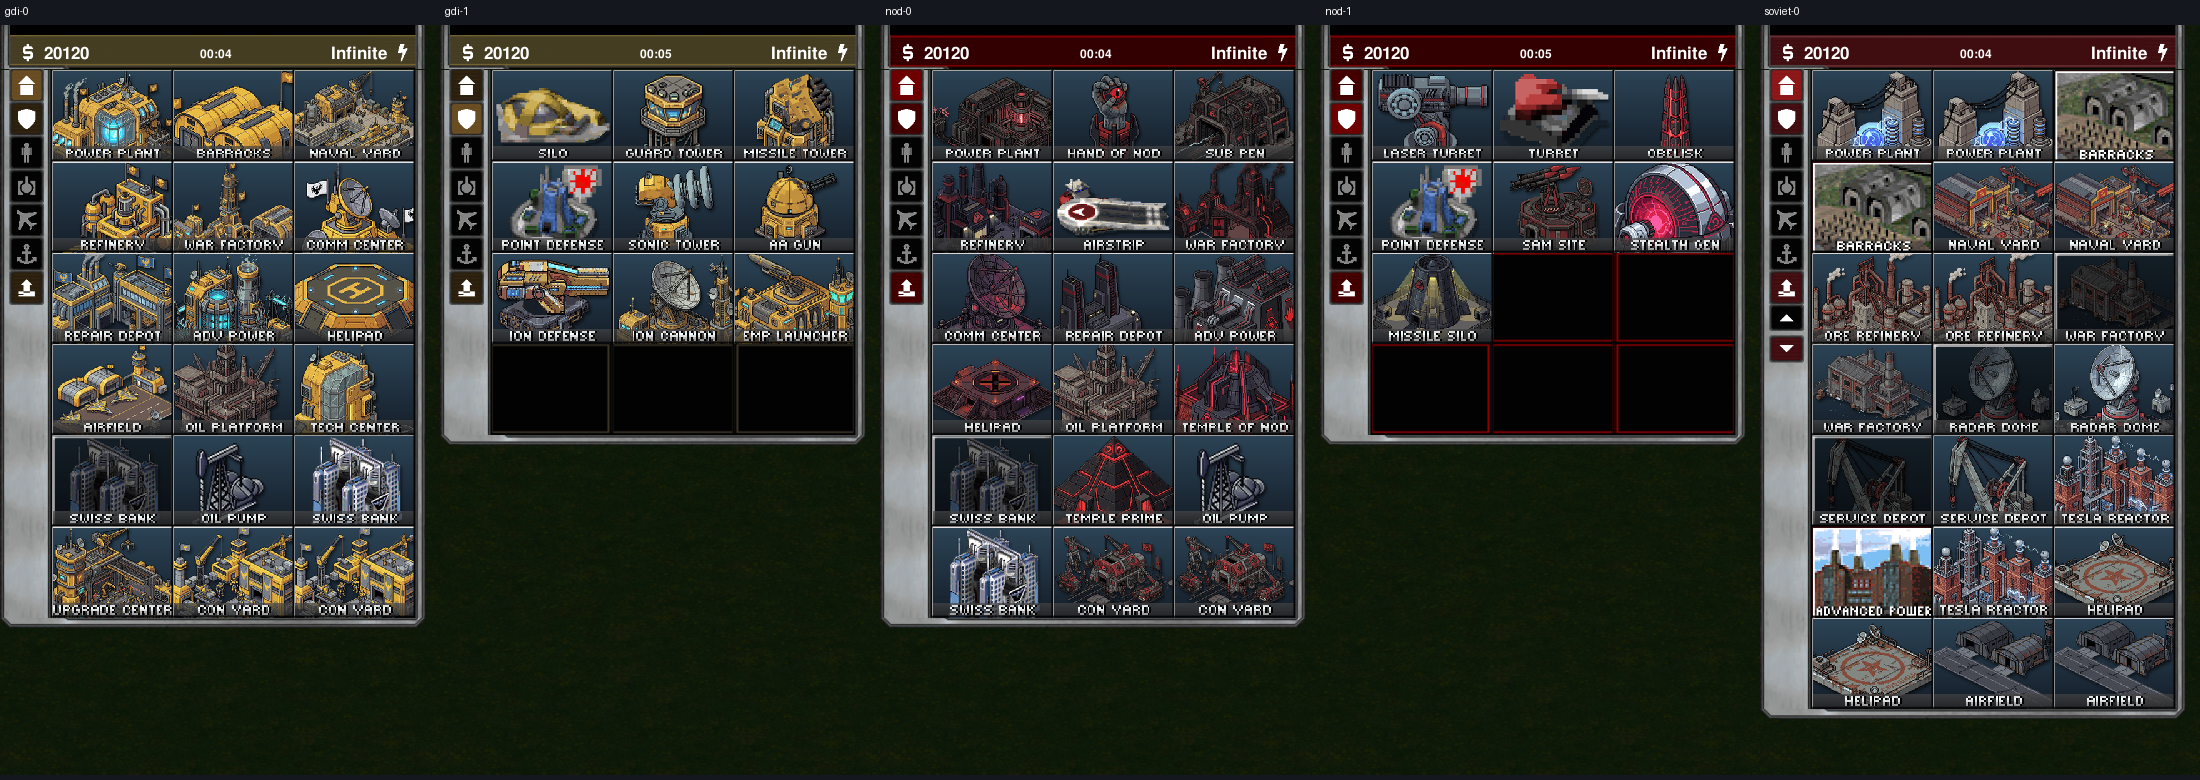 gdi-0
$ 20120 00:04 Infinite
POWER PLANT BARRACKS NAVAL YARD
REFINERY WAR FACTORY COMM CENTER
REPAIR DEPOT ADV POWER HELIPAD
AIRFIELD OIL PLATFORM TECH CENTER
SWISS BANK OIL PUMP SWISS BANK
UPGRADE CENTER CON YARD CON YARD
gdi-1
$ 20120 00:05 Infinite
SILO GUARD TOWER MISSILE TOWER
POINT DEFENSE SONIC TOWER AA GUN
ION DEFENSE ION CANNON EMP LAUNCHER
nod-0
$ 20120 00:04 Infinite
POWER PLANT HAND OF NOD SUB PEN
REFINERY AIRSTRIP WAR FACTORY
COMM CENTER REPAIR DEPOT ADV POWER
HELIPAD OIL PLATFORM TEMPLE OF NOD
SWISS BANK TEMPLE PRIME OIL PUMP
SWISS BANK CON YARD CON YARD
nod-1
$ 20120 00:05 Infinite
LASER TURRET TURRET OBELISK
POINT DEFENSE SAM SITE STEALTH GEN
MISSILE SILO
soviet-0
$ 20120 00:04 Infinite
POWER PLANT POWER PLANT BARRACKS
BARRACKS NAVAL YARD NAVAL YARD
ORE REFINERY ORE REFINERY WAR FACTORY
WAR FACTORY RADAR DOME RADAR DOME
SERVICE DEPOT SERVICE DEPOT TESLA REACTOR
ADVANCED POWER TESLA REACTOR HELIPAD
HELIPAD AIRFIELD AIRFIELD